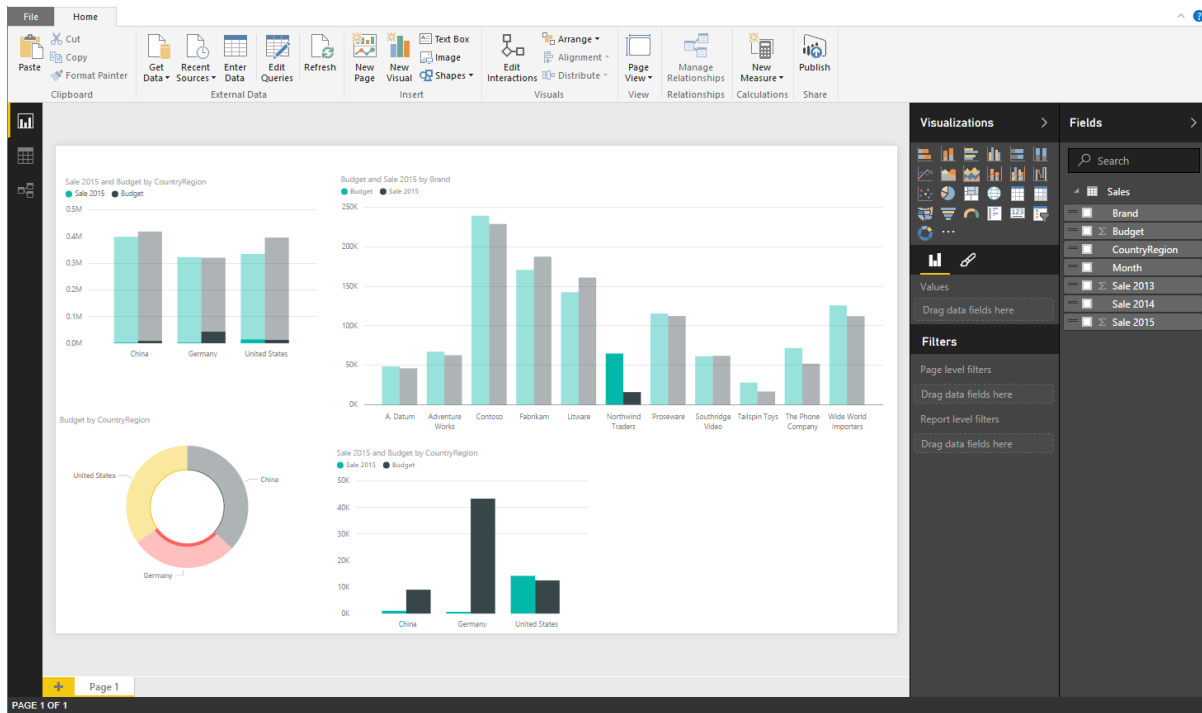 File Home
Paste
Cut
Copy
Format Painter
Clipboard
Get Data
Recent Sources
Enter Data
Edit Queries
External Data
Refresh
New Page
New Visual
Text Box
Image
Shapes
Insert
Edit Interactions
Arrange
Alignment
Distribute
Visuals
Page View
View
Manage Relationships
Relationships
New Measure
Calculations
Publish
Share
Sale 2015 and Budget by CountryRegion
Sale 2015 Budget
0.5M
0.4M
0.3M
0.2M
0.1M
0.0M
China Germany United States
Budget and Sale 2015 by Brand
Budget Sale 2015
250K
200K
150K
100K
50K
0K
A. Datum
Adventure Works
Contoso
Fabrikam
Litware
Northwind Traders
Proseware
Southridge Video
Tailspin Toys
The Phone Company
Wide World Importers
Budget by CountryRegion
United States
China
Germany
Sale 2015 and Budget by CountryRegion
Sale 2015 Budget
50K
40K
30K
20K
10K
0K
China Germany United States
Visualizations
123
Values
Drag data fields here
Filters
Page level filters
Drag data fields here
Report level filters
Drag data fields here
Fields
Search
Sales
Brand
Σ Budget
CountryRegion
Month
Σ Sale 2013
Sale 2014
Σ Sale 2015
+ Page 1
PAGE 1 OF 1